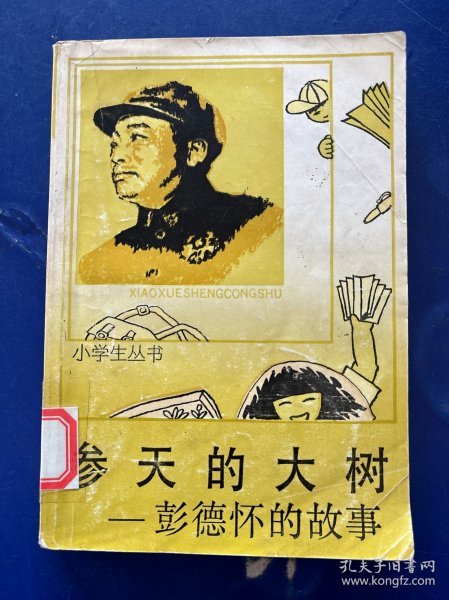 XIAOXUESHENGCONGSHU
小学生丛书
参天的大树
—彭德怀的故事
孔夫子旧书网
www.kongfz.com